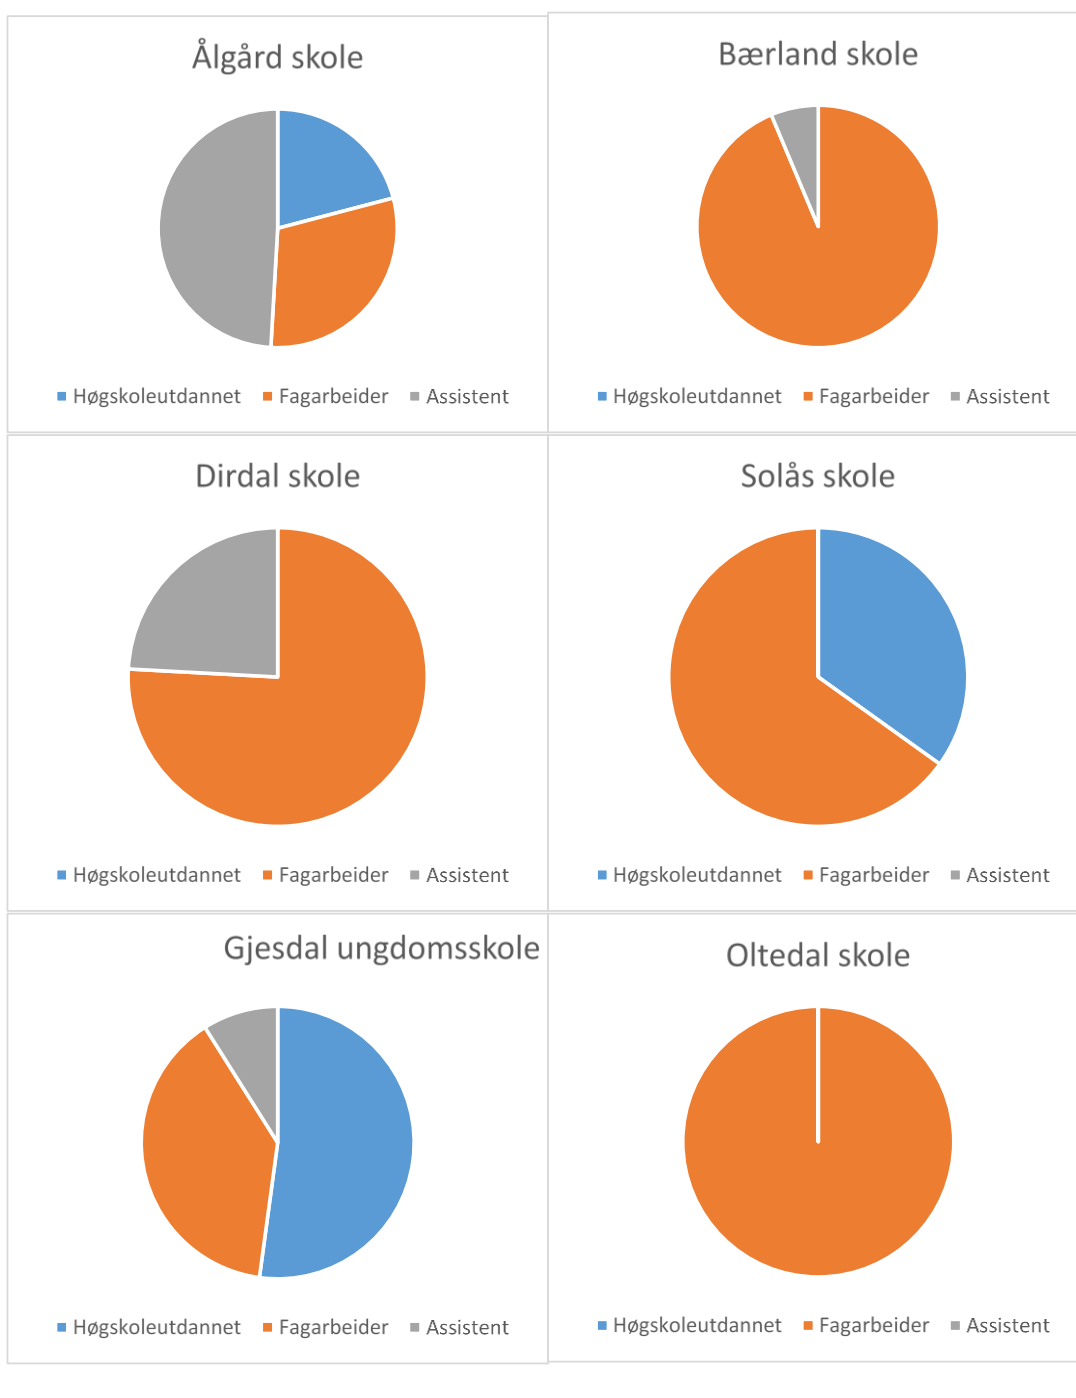 Ålgård skole
Høgskoleutdannet Fagarbeider Assistent
Bærland skole
Høgskoleutdannet Fagarbeider Assistent
Dirdal skole
Høgskoleutdannet Fagarbeider Assistent
Solås skole
Høgskoleutdannet Fagarbeider Assistent
Gjesdal ungdomsskole
Høgskoleutdannet Fagarbeider Assistent
Oltedal skole
Høgskoleutdannet Fagarbeider Assistent